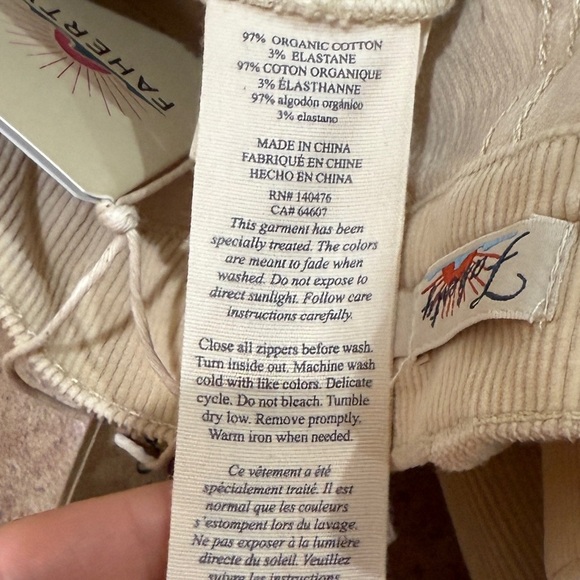 FAHERTY
97% ORGANIC COTTON
3% ELASTANE
97% COTON ORGANIQUE
3% ÉLASTHANNE
97% algodón orgánico
3% elastano
MADE IN CHINA
FABRIQUÉ EN CHINE
HECHO EN CHINA
RN# 140476
CA# 64607
This garment has been
specially treated. The colors
are meant to fade when
washed. Do not expose to
direct sunlight. Follow care
instructions carefully.
Close all zippers before wash.
Turn inside out. Machine wash
cold with like colors. Delicate
cycle. Do not bleach. Tumble
dry low. Remove promptly.
Warm iron when needed.
Ce vêtement a été
spécialement traité. Il est
normal que les couleurs
s'estompent lors du lavage.
Ne pas exposer à la lumière
directe du soleil. Veuillez
suivre les instructions
Faherty